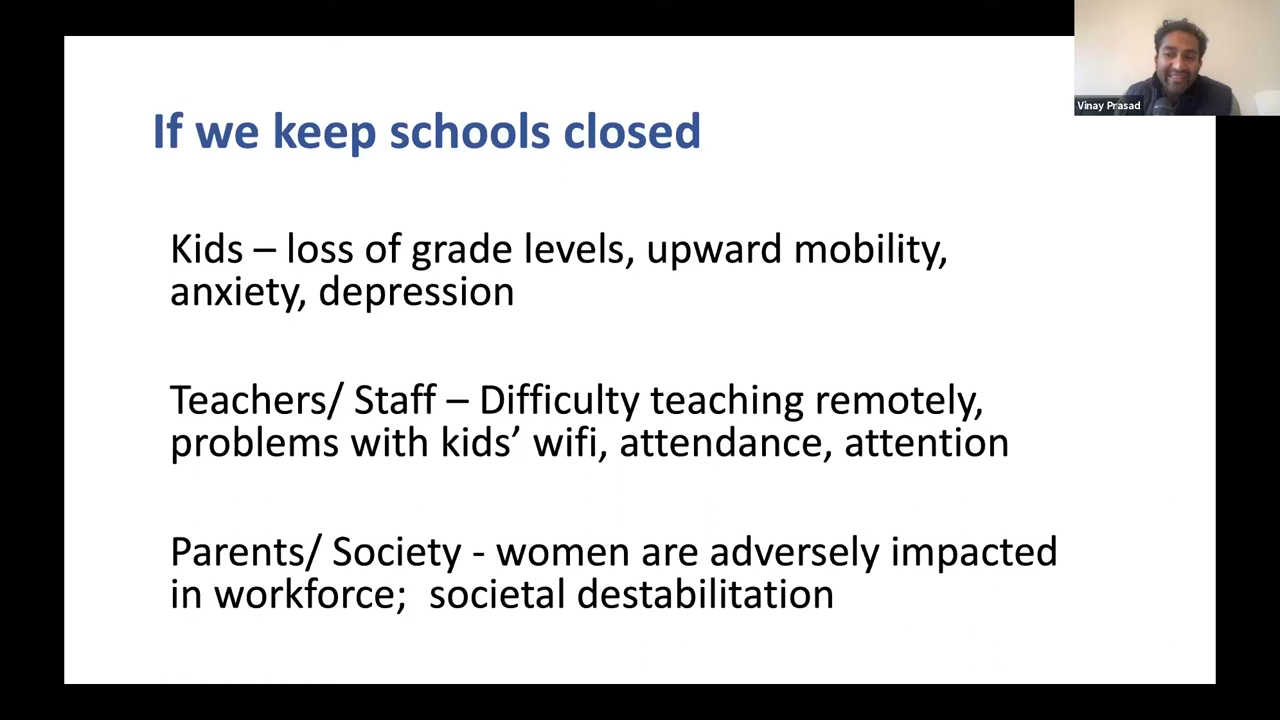 If we keep schools closed
Vinay Prasad
Kids – loss of grade levels, upward mobility,
anxiety, depression
Teachers/ Staff – Difficulty teaching remotely,
problems with kids’ wifi, attendance, attention
Parents/ Society - women are adversely impacted
in workforce;  societal destabilitation